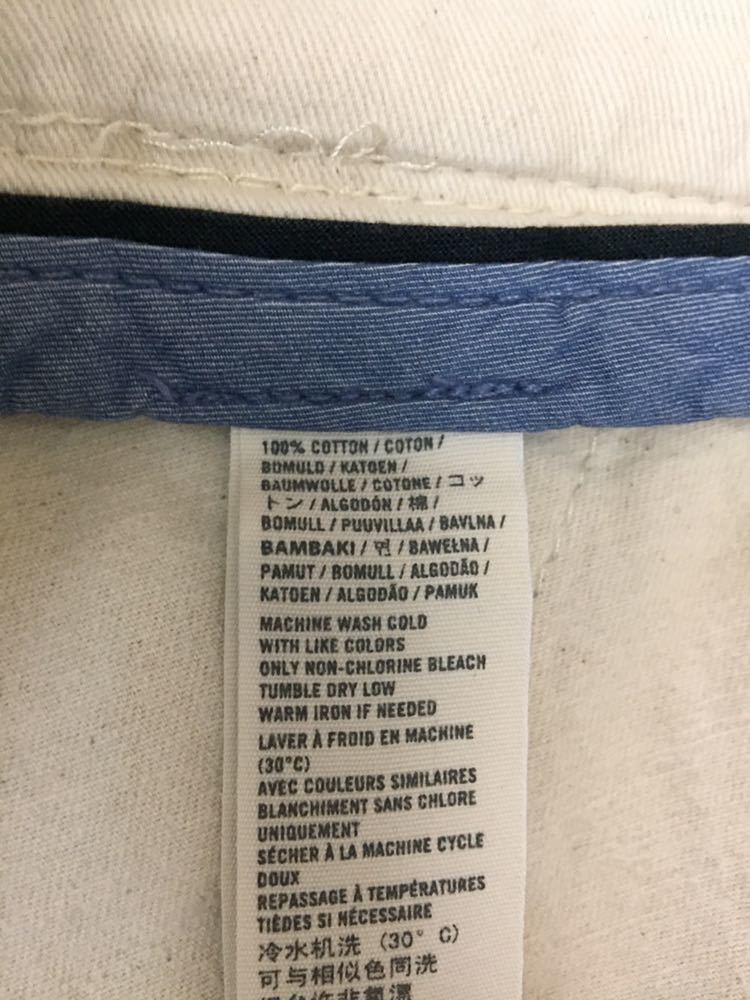 100% COTTON / COTON /
BOMULD / KATOEN /
BAUMWOLLE / COTONE / コッ
トン / ALGODÓN / 棉 /
BOMULL / PUUVILLAA / BAVLNA /
BAMBAKI / 면 / BAWEŁNA /
PAMUT / BOMULL / ALGODÃO /
KATOEN / ALGODÃO / PAMUK
MACHINE WASH COLD
WITH LIKE COLORS
ONLY NON-CHLORINE BLEACH
TUMBLE DRY LOW
WARM IRON IF NEEDED
LAVER À FROID EN MACHINE
(30°C)
AVEC COULEURS SIMILAIRES
BLANCHIMENT SANS CHLORE
UNIQUEMENT
SÉCHER À LA MACHINE CYCLE
DOUX
REPASSAGE À TEMPÉRATURES
TIÈDES SI NÉCESSAIRE
冷水机洗 (30° C)
可与相似色同洗